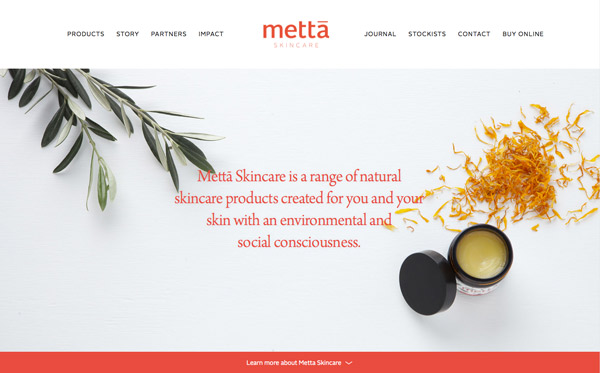 PRODUCTS STORY PARTNERS IMPACT
mettā
SKINCARE
JOURNAL STOCKISTS CONTACT BUY ONLINE
Mettā Skincare is a range of natural
skincare products created for you and your
skin with an environmental and
social consciousness.
Learn more about Metta Skincare